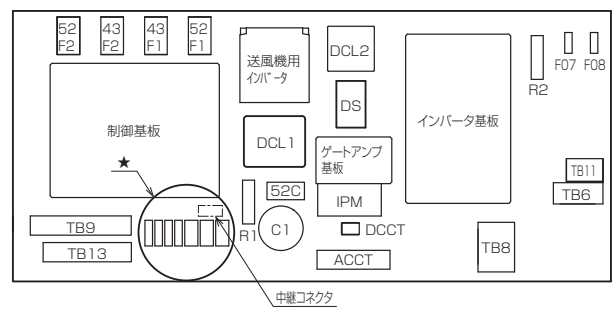 52
F2
43
F2
43
F1
52
F1
送風機用
インバータ
DCL2
R2
F07
F08
制御基板
★
DS
インバータ基板
DCL1
ゲートアンプ
基板
TB11
TB6
52C
IPM
TB9
R1
C1
DCCT
TB8
TB13
ACCT
中継コネクタ